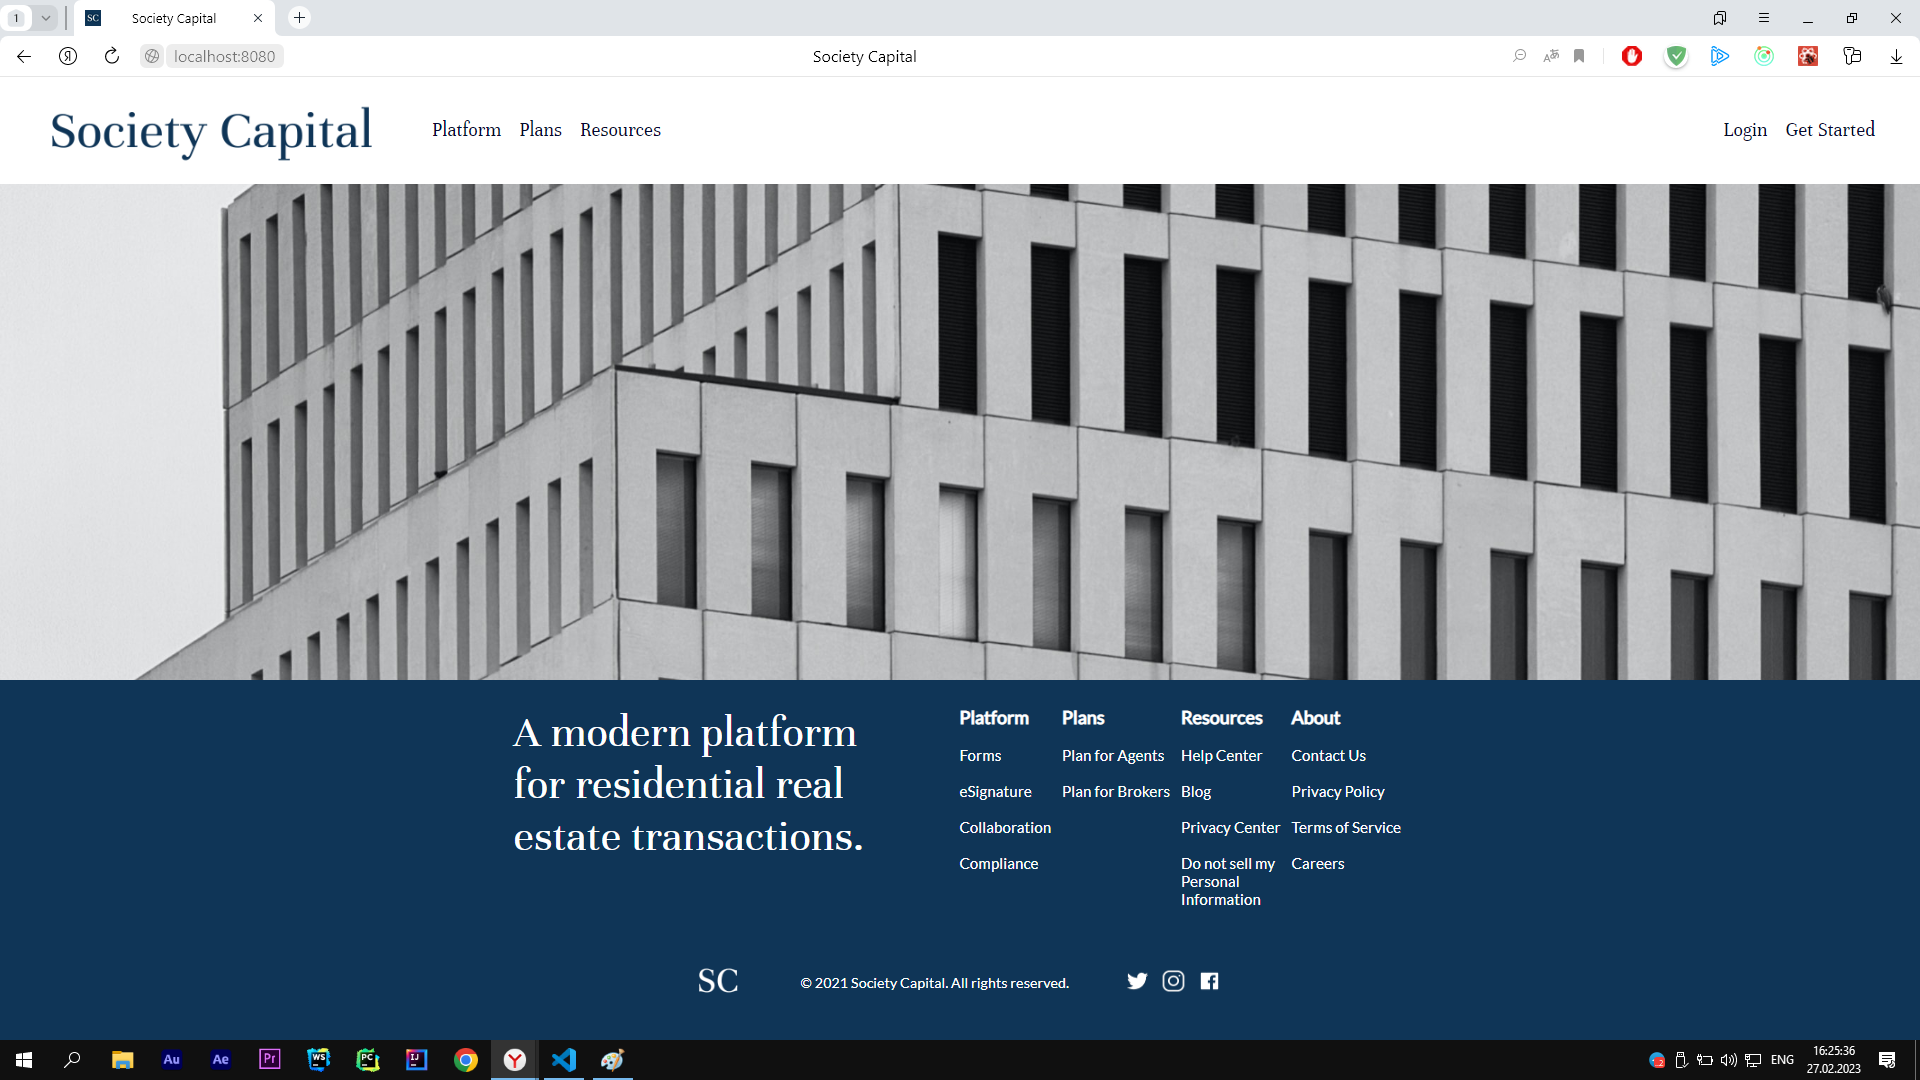 1
SC
Society Capital
Я
localhost:8080
Society Capital
Society Capital
Platform
Plans
Resources
Login
Get Started
A modern platform
for residential real
estate transactions.
Platform
Forms
eSignature
Collaboration
Compliance
Plans
Plan for Agents
Plan for Brokers
Resources
Help Center
Blog
Privacy Center
Do not sell my
Personal
Information
About
Contact Us
Privacy Policy
Terms of Service
Careers
SC
© 2021 Society Capital. All rights reserved.
Au
Ae
Pr
WS
PC
IJ
Y
2
ENG
16:25:36
27.02.2023